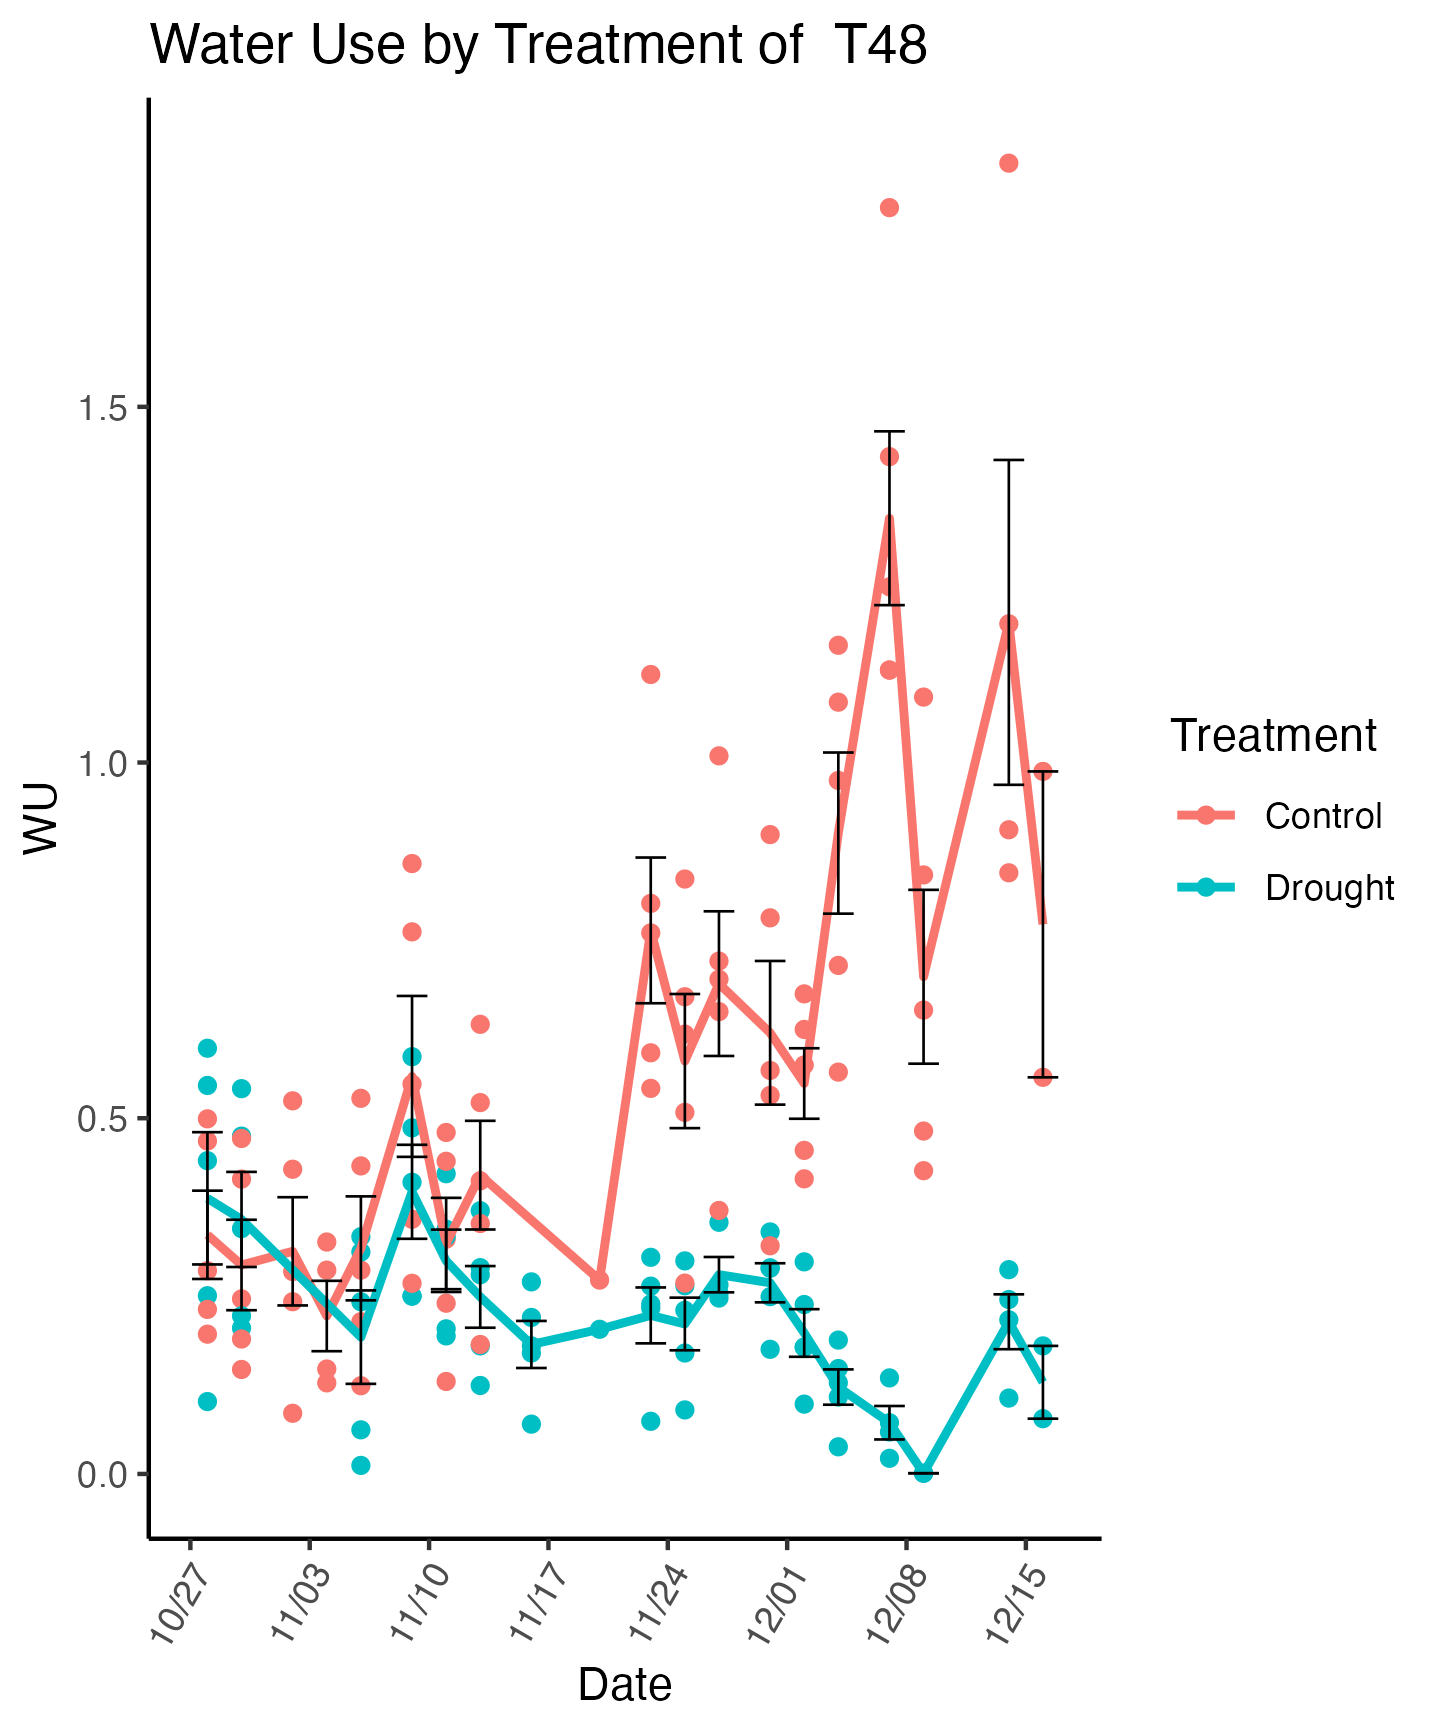 Water Use by Treatment of  T48
WU
1.5
1.0
0.5
0.0
10/27
11/03
11/10
11/17
11/24
12/01
12/08
12/15
Date
Treatment
Control
Drought